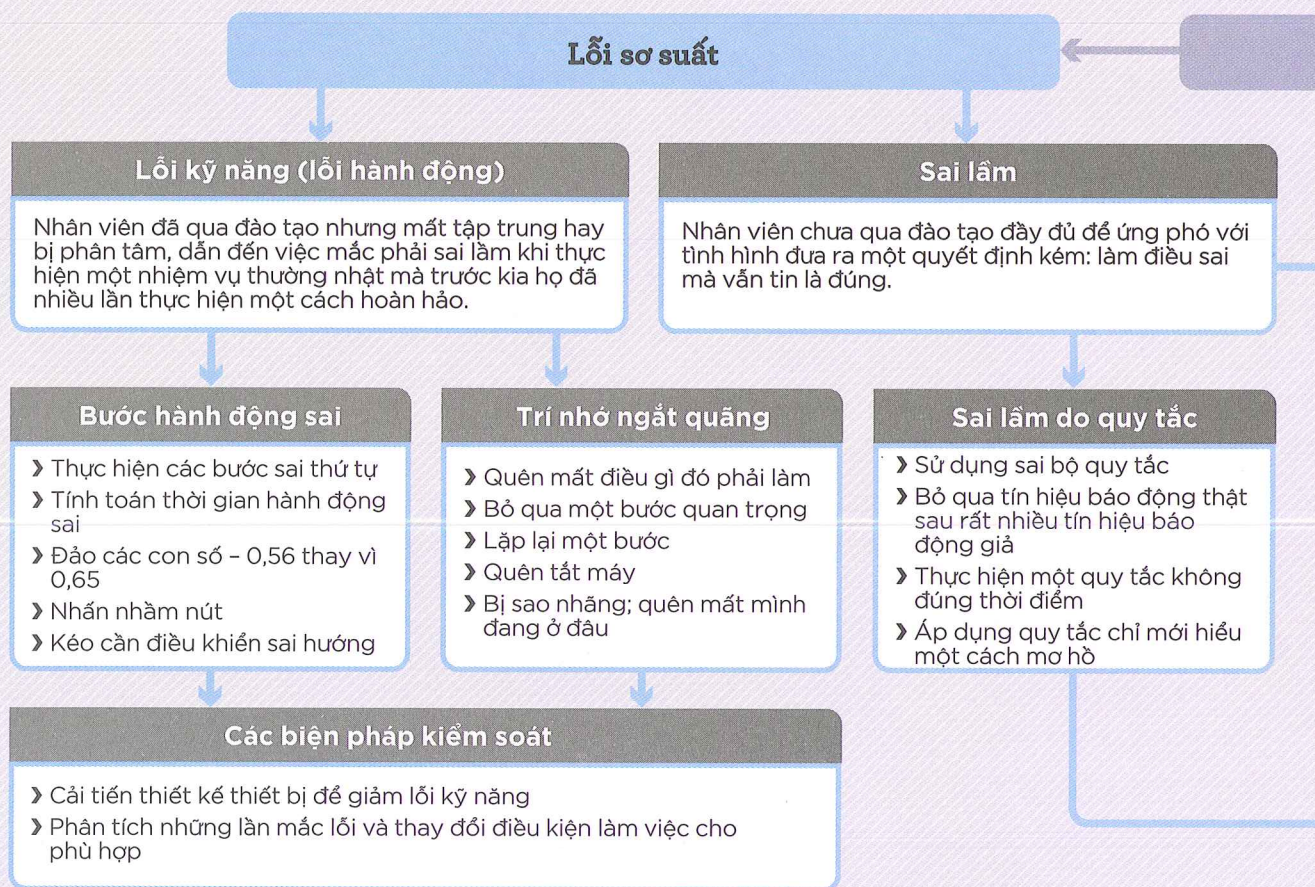 Lỗi sơ suất
Lỗi kỹ năng (lỗi hành động)
Nhân viên đã qua đào tạo nhưng mất tập trung hay
bị phân tâm, dẫn đến việc mắc phải sai lầm khi thực
hiện một nhiệm vụ thường nhật mà trước kia họ đã
nhiều lần thực hiện một cách hoàn hảo.
Sai lầm
Nhân viên chưa qua đào tạo đầy đủ để ứng phó với
tình hình đưa ra một quyết định kém: làm điều sai
mà vẫn tin là đúng.
Bước hành động sai
❯ Thực hiện các bước sai thứ tự
❯ Tính toán thời gian hành động
sai
❯ Đảo các con số – 0,56 thay vì
0,65
❯ Nhấn nhầm nút
❯ Kéo cần điều khiển sai hướng
Trí nhớ ngắt quãng
❯ Quên mất điều gì đó phải làm
❯ Bỏ qua một bước quan trọng
❯ Lặp lại một bước
❯ Quên tắt máy
❯ Bị sao nhãng; quên mất mình
đang ở đâu
Sai lầm do quy tắc
❯ Sử dụng sai bộ quy tắc
❯ Bỏ qua tín hiệu báo động thật
sau rất nhiều tín hiệu báo
động giả
❯ Thực hiện một quy tắc không
đúng thời điểm
❯ Áp dụng quy tắc chỉ mới hiểu
một cách mơ hồ
Các biện pháp kiểm soát
❯ Cải tiến thiết kế thiết bị để giảm lỗi kỹ năng
❯ Phân tích những lần mắc lỗi và thay đổi điều kiện làm việc cho
phù hợp